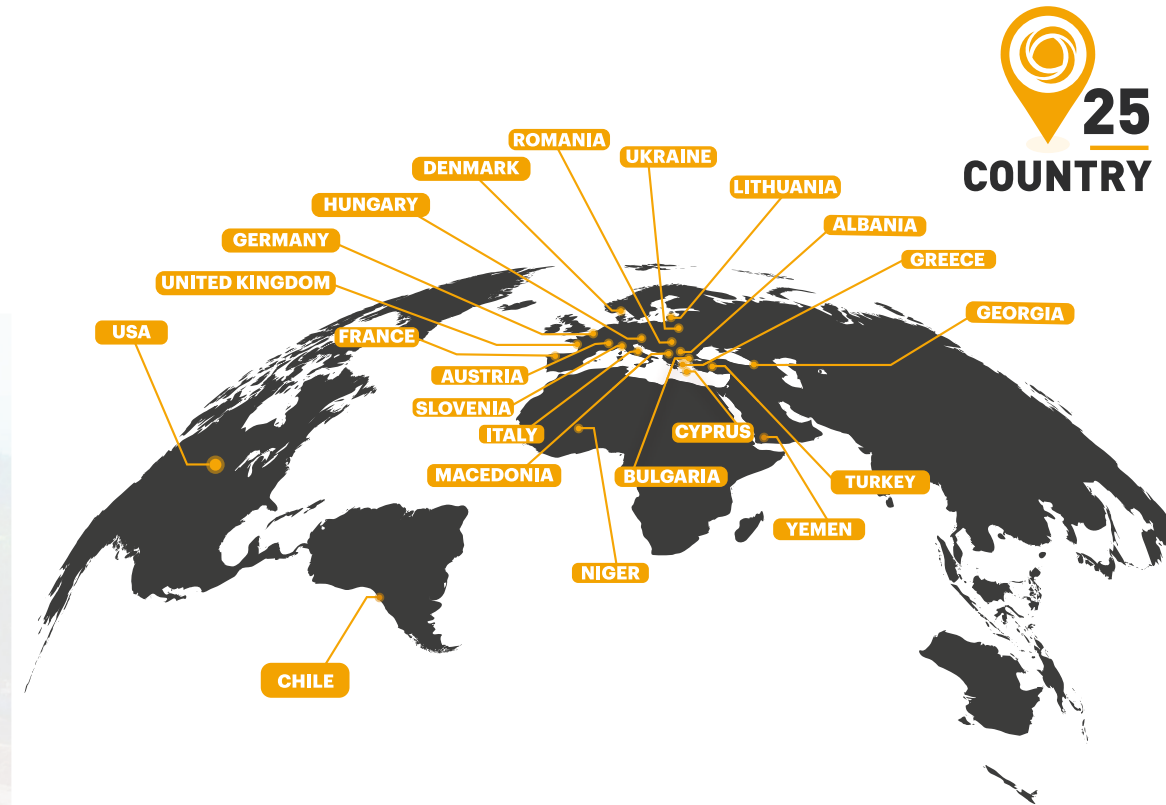 25
COUNTRY
ROMANIA
UKRAINE
DENMARK
LITHUANIA
HUNGARY
ALBANIA
GERMANY
GREECE
UNITED KINGDOM
GEORGIA
USA
FRANCE
AUSTRIA
SLOVENIA
ITALY
CYPRUS
MACEDONIA
BULGARIA
TURKEY
YEMEN
NIGER
CHILE